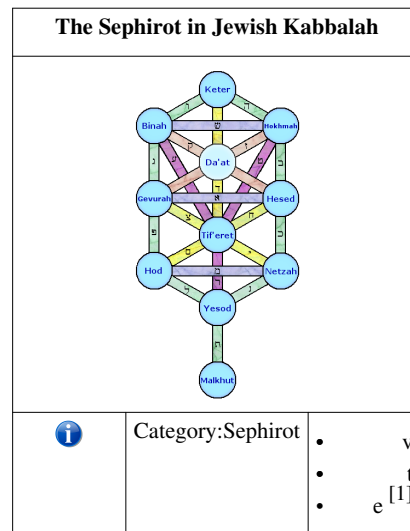 The Sephirot in Jewish Kabbalah
Keter
ה
Binah
ש
Hokhmah
Da'at
ד
Gevurah
א
Hesed
צ
Tif'eret
Hod
מ
Netzah
Yesod
ת
Malkhut
i
Category:Sephirot
• v
• t
• e [1]